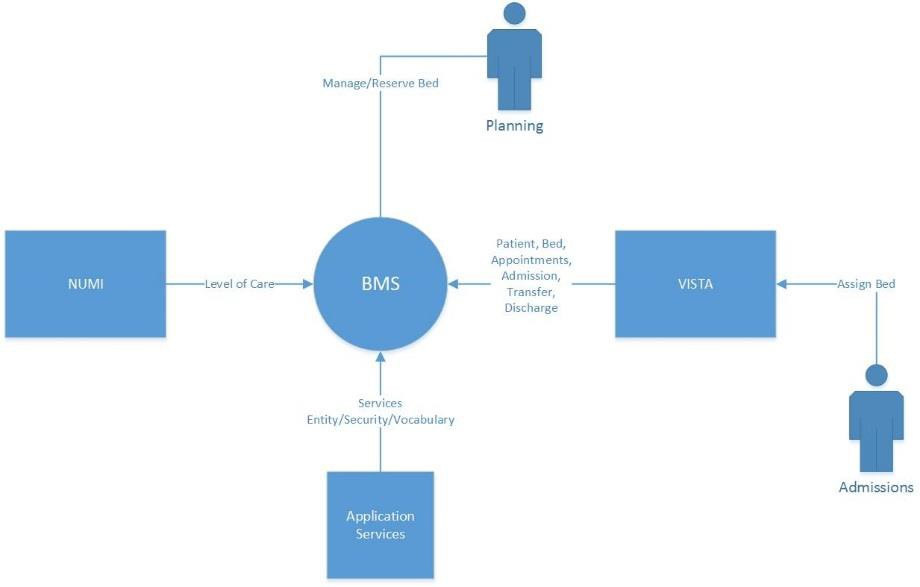 Manage/Reserve Bed
Planning
NUMI
Level of Care
BMS
Patient, Bed,
Appointments,
Admission,
Transfer,
Discharge
VISTA
Assign Bed
Services
Entity/Security/Vocabulary
Admissions
Application
Services